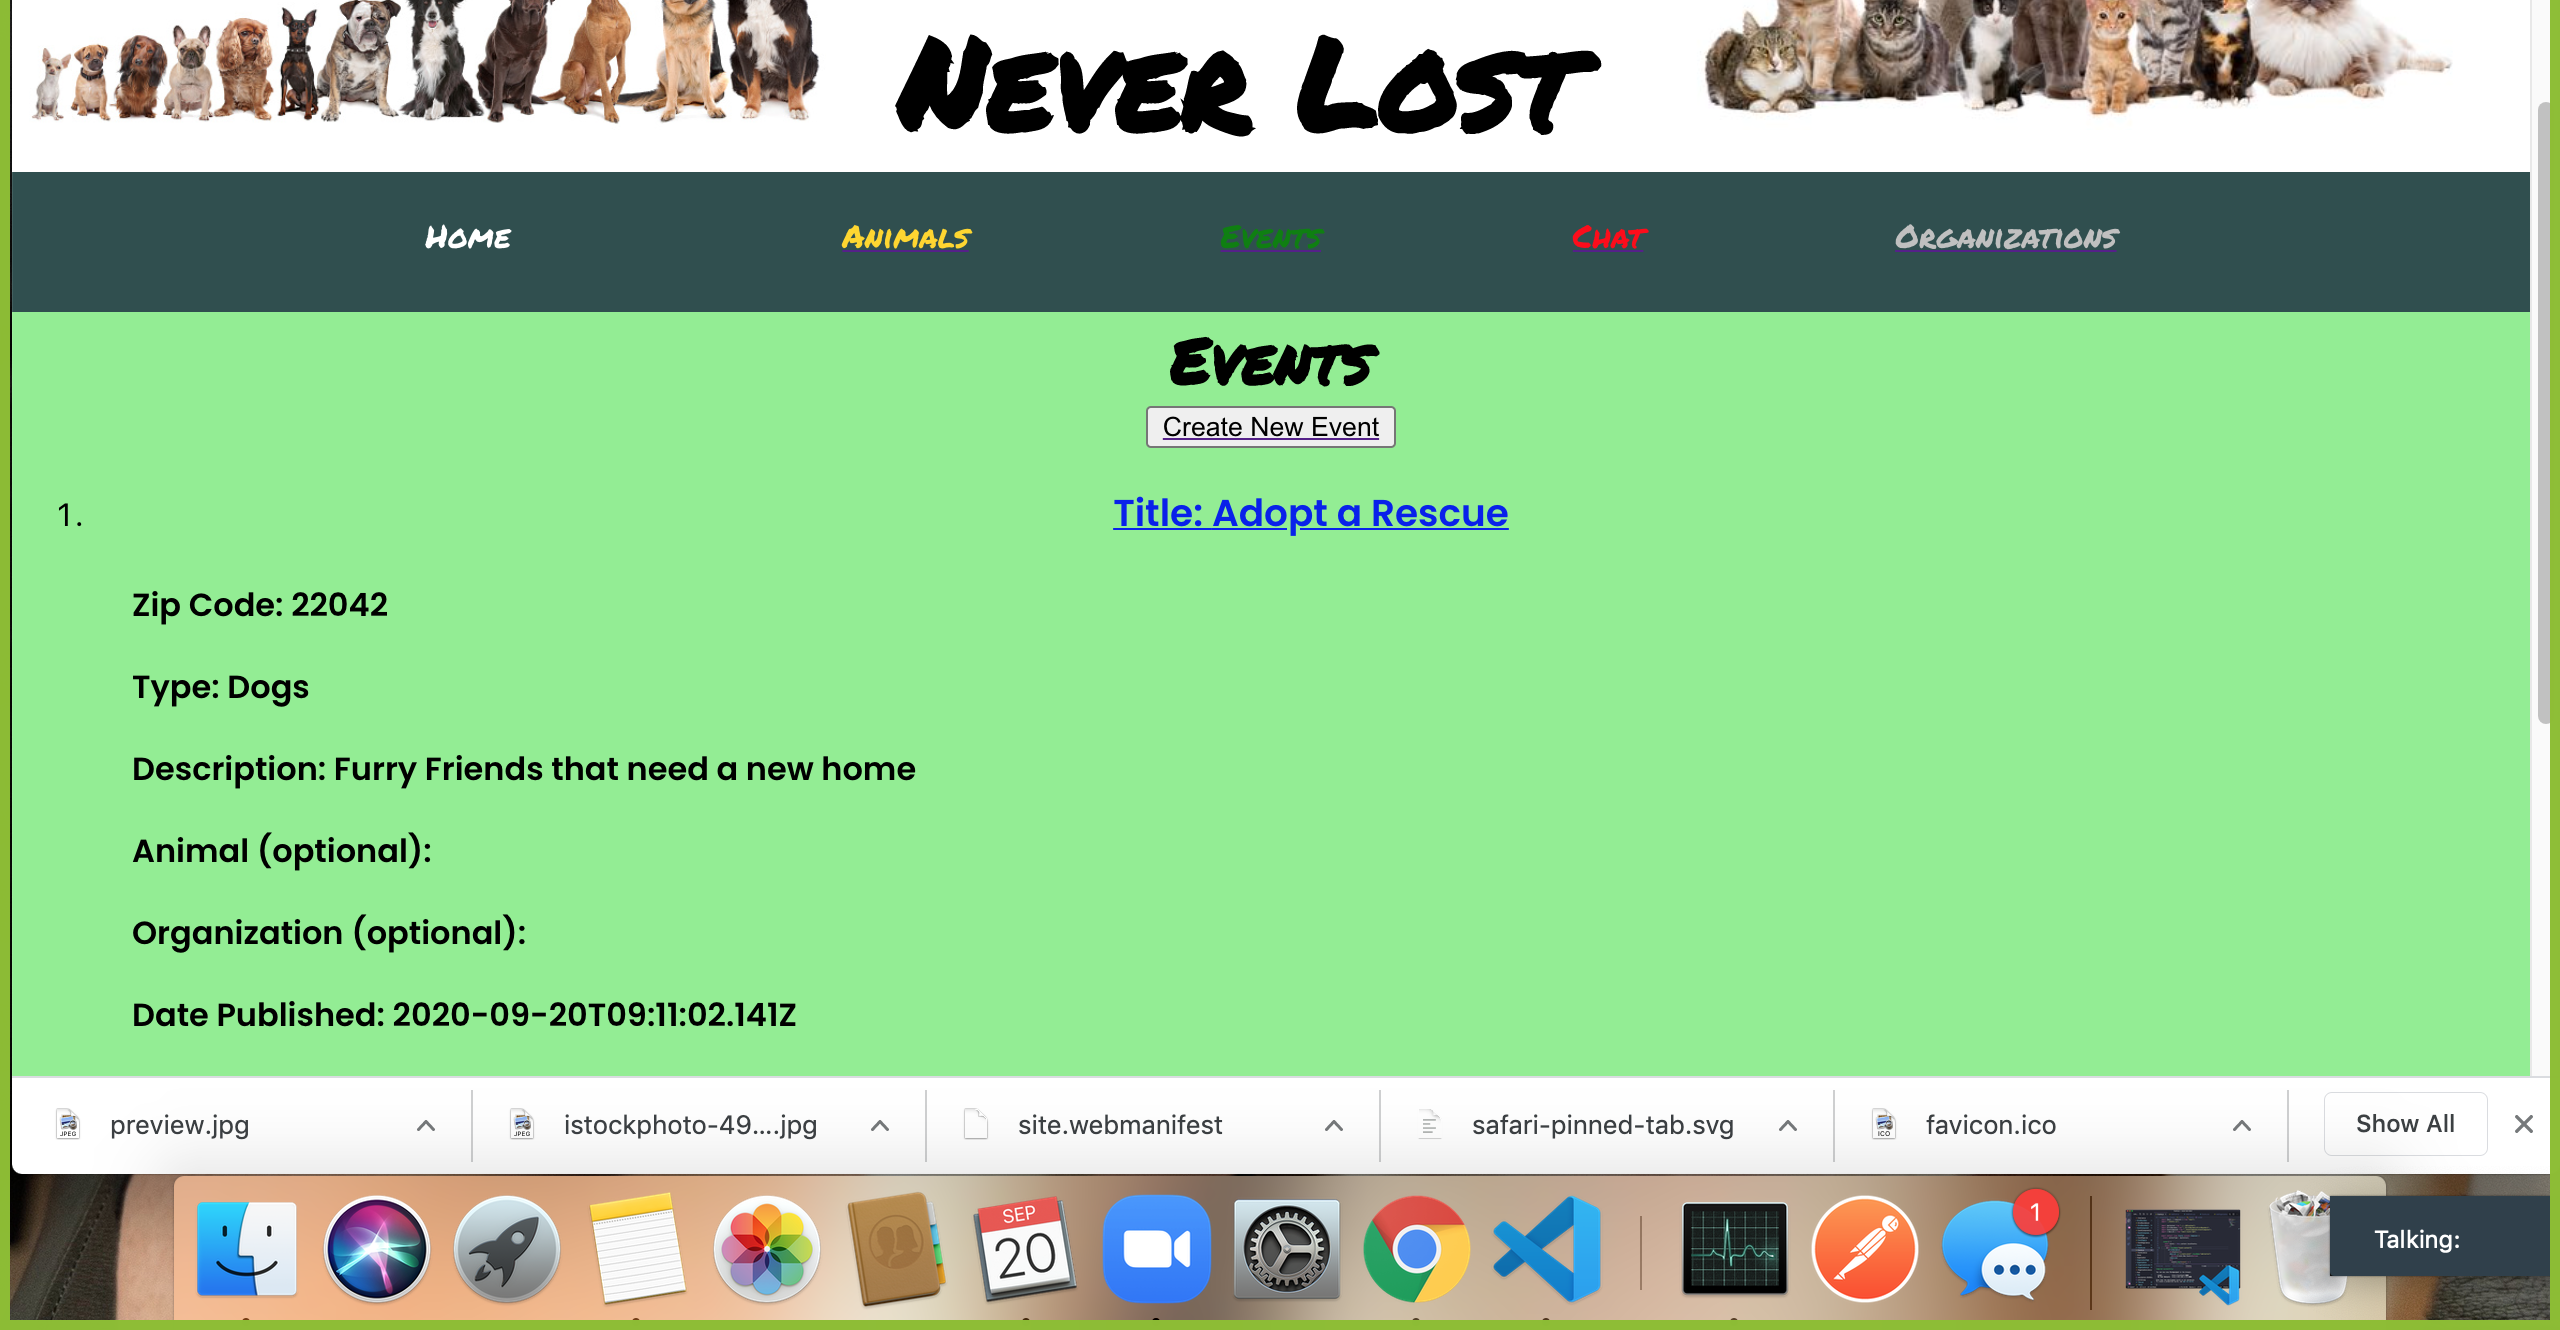 Never Lost
Home Animals Events Chat Organizations
Events
Create New Event
1. Title: Adopt a Rescue
Zip Code: 22042
Type: Dogs
Description: Furry Friends that need a new home
Animal (optional):
Organization (optional):
Date Published: 2020-09-20T09:11:02.141Z
preview.jpg istockphoto-49....jpg site.webmanifest safari-pinned-tab.svg favicon.ico Show All
JPEG JPEG ICO
SEP
20
1
Talking: